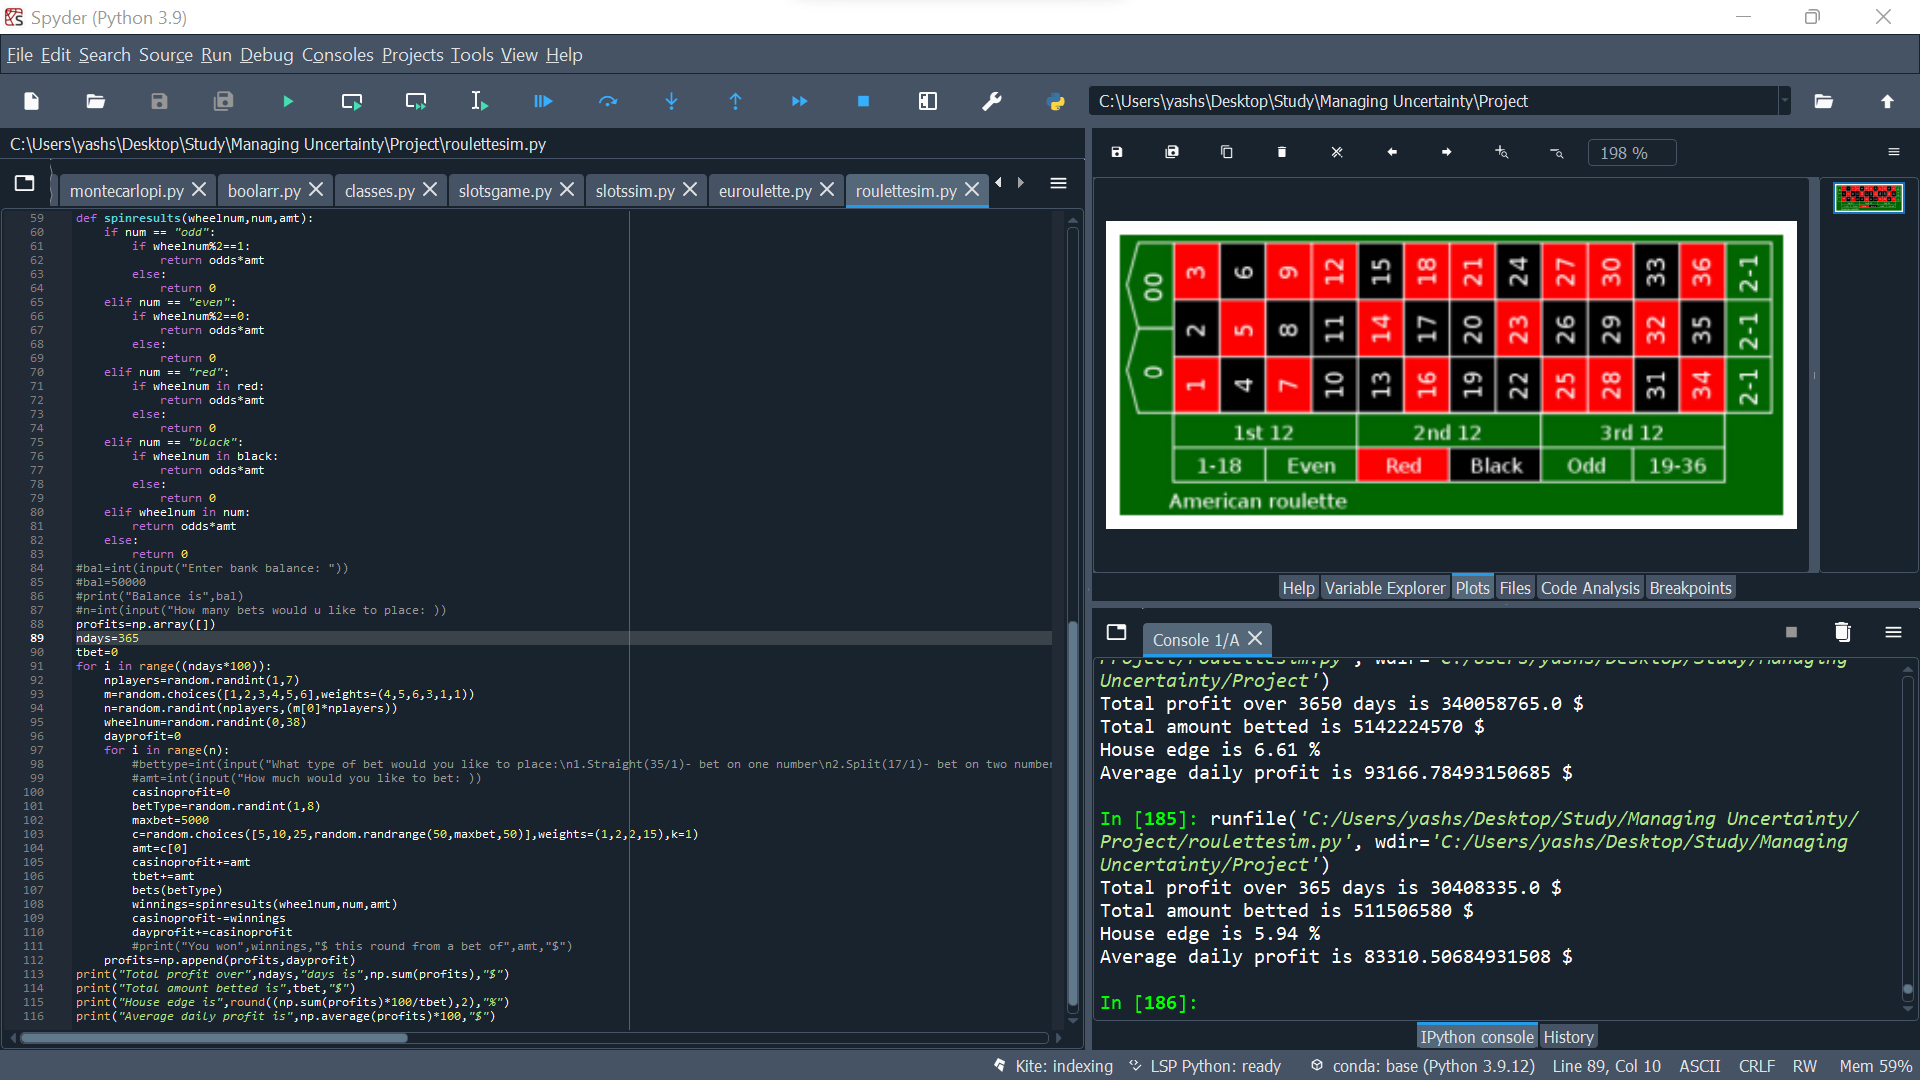 Spyder (Python 3.9)
File Edit Search Source Run Debug Consoles Projects Tools View Help
C:\Users\yashs\Desktop\Study\Managing Uncertainty\Project
C:\Users\yashs\Desktop\Study\Managing Uncertainty\Project\roulettesim.py
montecarlopi.py boolarr.py classes.py slotsgame.py slotssim.py euroulette.py roulettesim.py
59 def spinresults(wheelnum,num,amt):
60 if num == "odd":
61 if wheelnum%2==1:
62 return odds*amt
63 else:
64 return 0
65 elif num == "even":
66 if wheelnum%2==0:
67 return odds*amt
68 else:
69 return 0
70 elif num == "red":
71 if wheelnum in red:
72 return odds*amt
73 else:
74 return 0
75 elif num == "black":
76 if wheelnum in black:
77 return odds*amt
78 else:
79 return 0
80 elif wheelnum in num:
81 return odds*amt
82 else:
83 return 0
84 #bal=int(input("Enter bank balance: "))
85 #bal=50000
86 #print("Balance is",bal)
87 #n=int(input("How many bets would u like to place: ))
88 profits=np.array([])
89 ndays=365
90 tbet=0
91 for i in range((ndays*100)):
92 nplayers=random.randint(1,7)
93 m=random.choices([1,2,3,4,5,6],weights=(4,5,6,3,1,1))
94 n=random.randint(nplayers,(m[0]*nplayers))
95 wheelnum=random.randint(0,38)
96 dayprofit=0
97 for i in range(n):
98 #bettype=int(input("What type of bet would you like to place:\n1.Straight(35/1)- bet on one number\n2.Split(17/1)- bet on two number
99 #amt=int(input("How much would you like to bet: ))
100 casinoprofit=0
101 betType=random.randint(1,8)
102 maxbet=5000
103 c=random.choices([5,10,25,random.randrange(50,maxbet,50)],weights=(1,2,2,15),k=1)
104 amt=c[0]
105 casinoprofit+=amt
106 tbet+=amt
107 bets(betType)
108 winnings=spinresults(wheelnum,num,amt)
109 casinoprofit-=winnings
110 dayprofit+=casinoprofit
111 #print("You won",winnings,"$ this round from a bet of",amt,"$")
112 profits=np.append(profits,dayprofit)
113 print("Total profit over",ndays,"days is",np.sum(profits),"$")
114 print("Total amount betted is",tbet,"$")
115 print("House edge is",round((np.sum(profits)*100/tbet),2),"%")
116 print("Average daily profit is",np.average(profits)*100,"$")
198 %
00 3 6 9 12 15 18 21 24 27 30 33 36 2-1
2 5 8 11 14 17 20 23 26 29 32 35 2-1
0 1 4 7 10 13 16 19 22 25 28 31 34 2-1
1st 12 2nd 12 3rd 12
1-18 Even Red Black Odd 19-36
American roulette
Help Variable Explorer Plots Files Code Analysis Breakpoints
Console 1/A
Project/roulettesim.py', wdir='C:/Users/yashs/Desktop/Study/Managing
Uncertainty/Project')
Total profit over 3650 days is 340058765.0 $
Total amount betted is 5142224570 $
House edge is 6.61 %
Average daily profit is 93166.78493150685 $
In [185]: runfile('C:/Users/yashs/Desktop/Study/Managing Uncertainty/
Project/roulettesim.py', wdir='C:/Users/yashs/Desktop/Study/Managing
Uncertainty/Project')
Total profit over 365 days is 30408335.0 $
Total amount betted is 511506580 $
House edge is 5.94 %
Average daily profit is 83310.50684931508 $
In [186]:
IPython console History
Kite: indexing LSP Python: ready conda: base (Python 3.9.12) Line 89, Col 10 ASCII CRLF RW Mem 59%